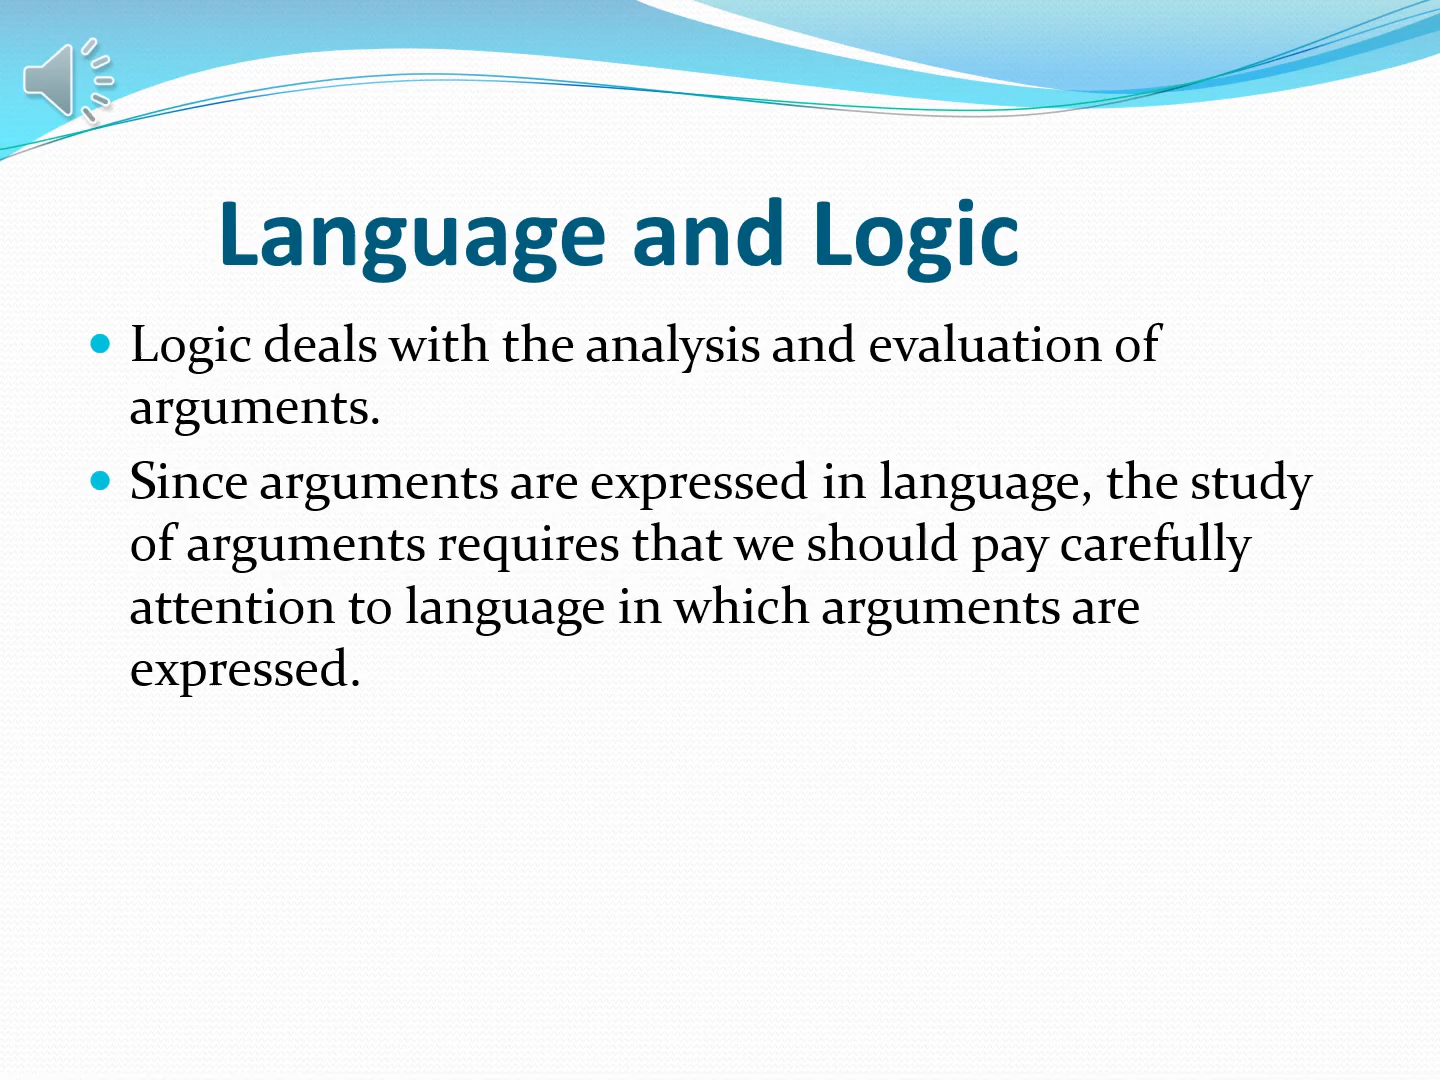 Language and Logic
Logic deals with the analysis and evaluation of
arguments.
Since arguments are expressed in language, the study
of arguments requires that we should pay carefully
attention to language in which arguments are
expressed.